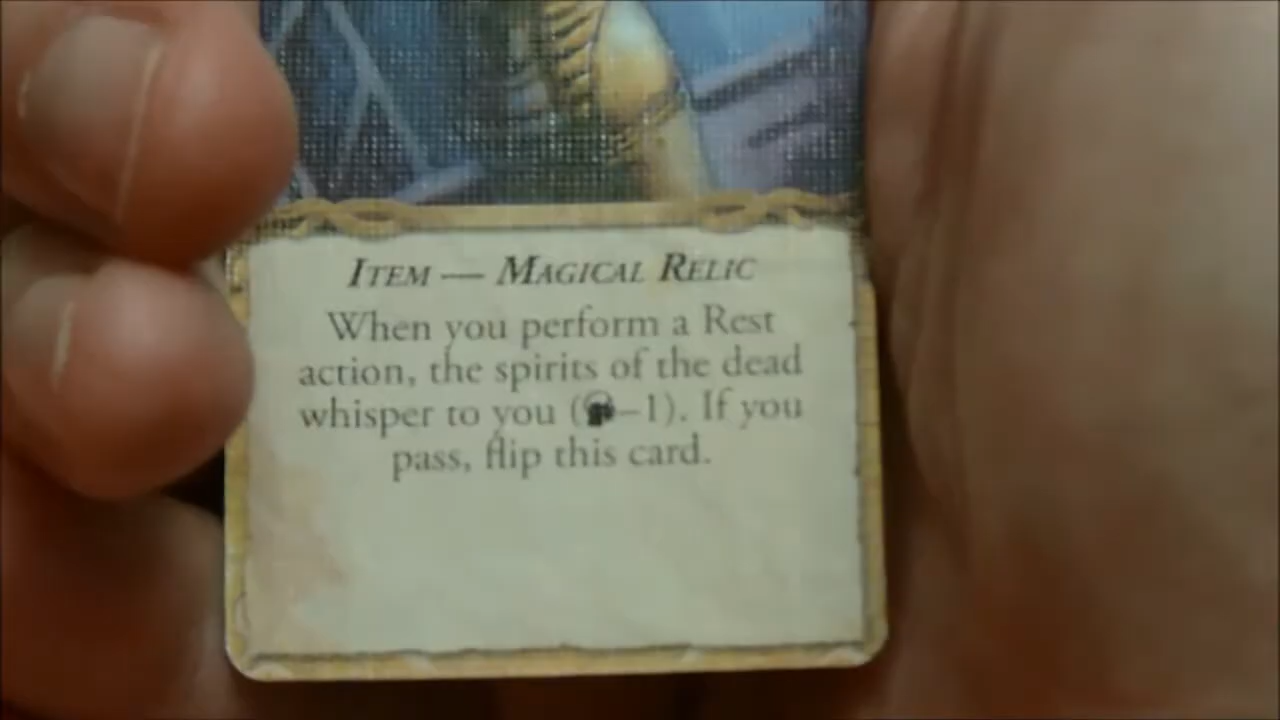 ITEM — MAGICAL RELIC
When you perform a Rest
action, the spirits of the dead
whisper to you (–1). If you
pass, flip this card.